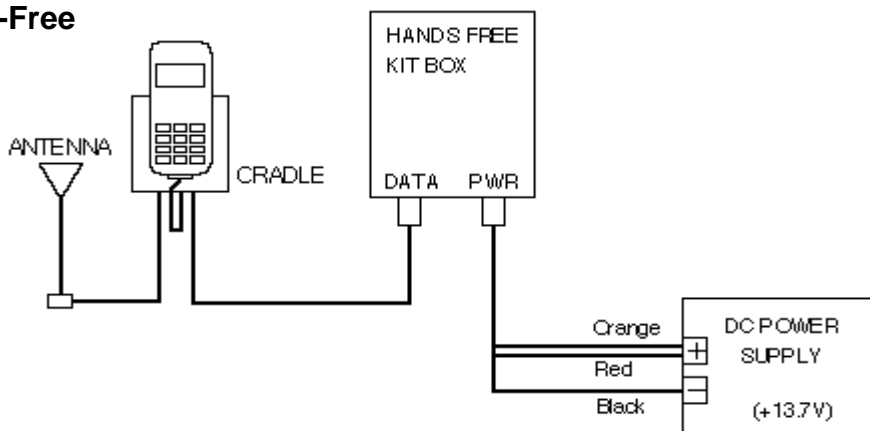 -Free
HANDS FREE
KIT BOX
ANTENNA
CRADLE
DATA PWR
Orange
DC POWER
SUPPLY
+
Red
-
Black
(+13.7V)